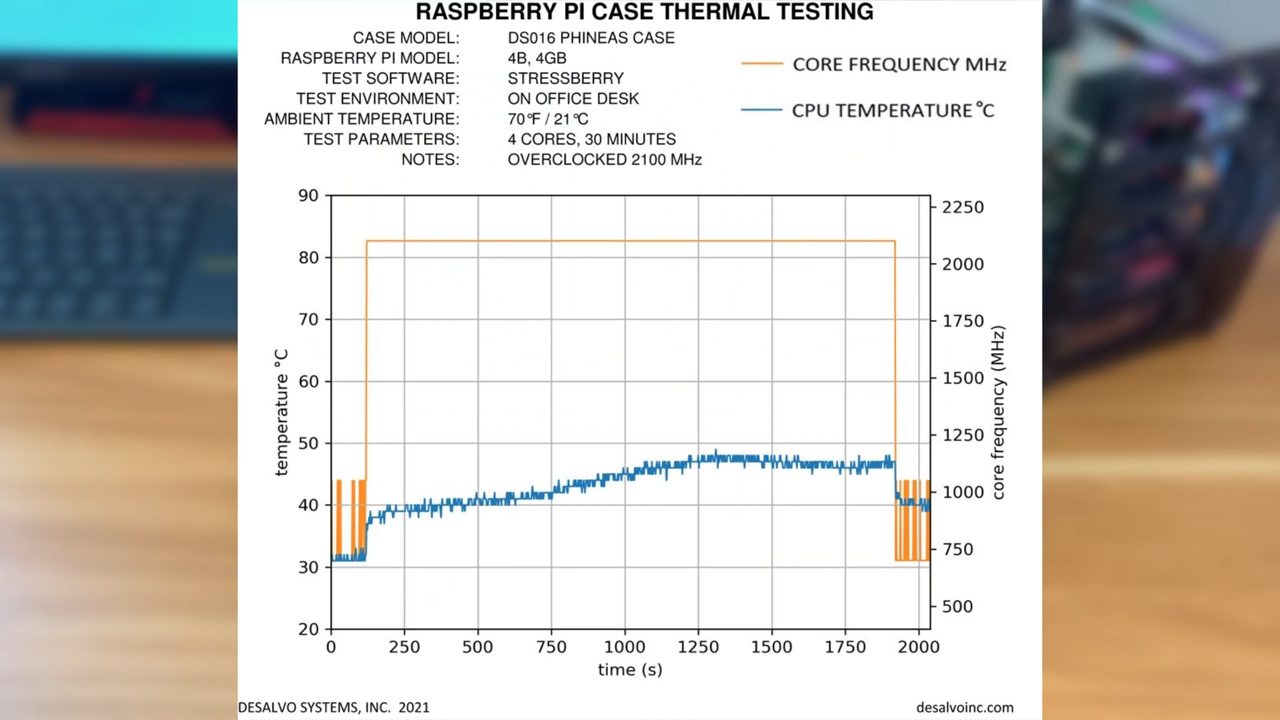 RASPBERRY PI CASE THERMAL TESTING
CASE MODEL: DS016 PHINEAS CASE
RASPBERRY PI MODEL: 4B, 4GB
TEST SOFTWARE: STRESSBERRY
TEST ENVIRONMENT: ON OFFICE DESK
AMBIENT TEMPERATURE: 70°F / 21°C
TEST PARAMETERS: 4 CORES, 30 MINUTES
NOTES: OVERCLOCKED 2100 MHz
CORE FREQUENCY MHz
CPU TEMPERATURE °C
temperature °C
90
80
70
60
50
40
30
20
2250
2000
1750
1500
1250
1000
750
500
core frequency (MHz)
0 250 500 750 1000 1250 1500 1750 2000
time (s)
DESALVO SYSTEMS, INC. 2021
desalvoinc.com